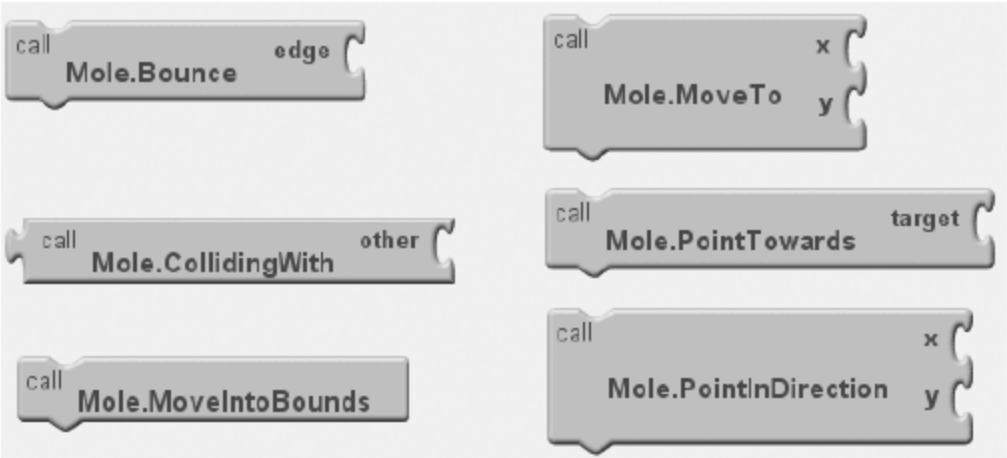 call edge
Mole.Bounce
call other
Mole.CollidingWith
call
Mole.MoveIntoBounds
call x
Mole.MoveTo y
call target
Mole.PointTowards
call x
Mole.PointInDirection y